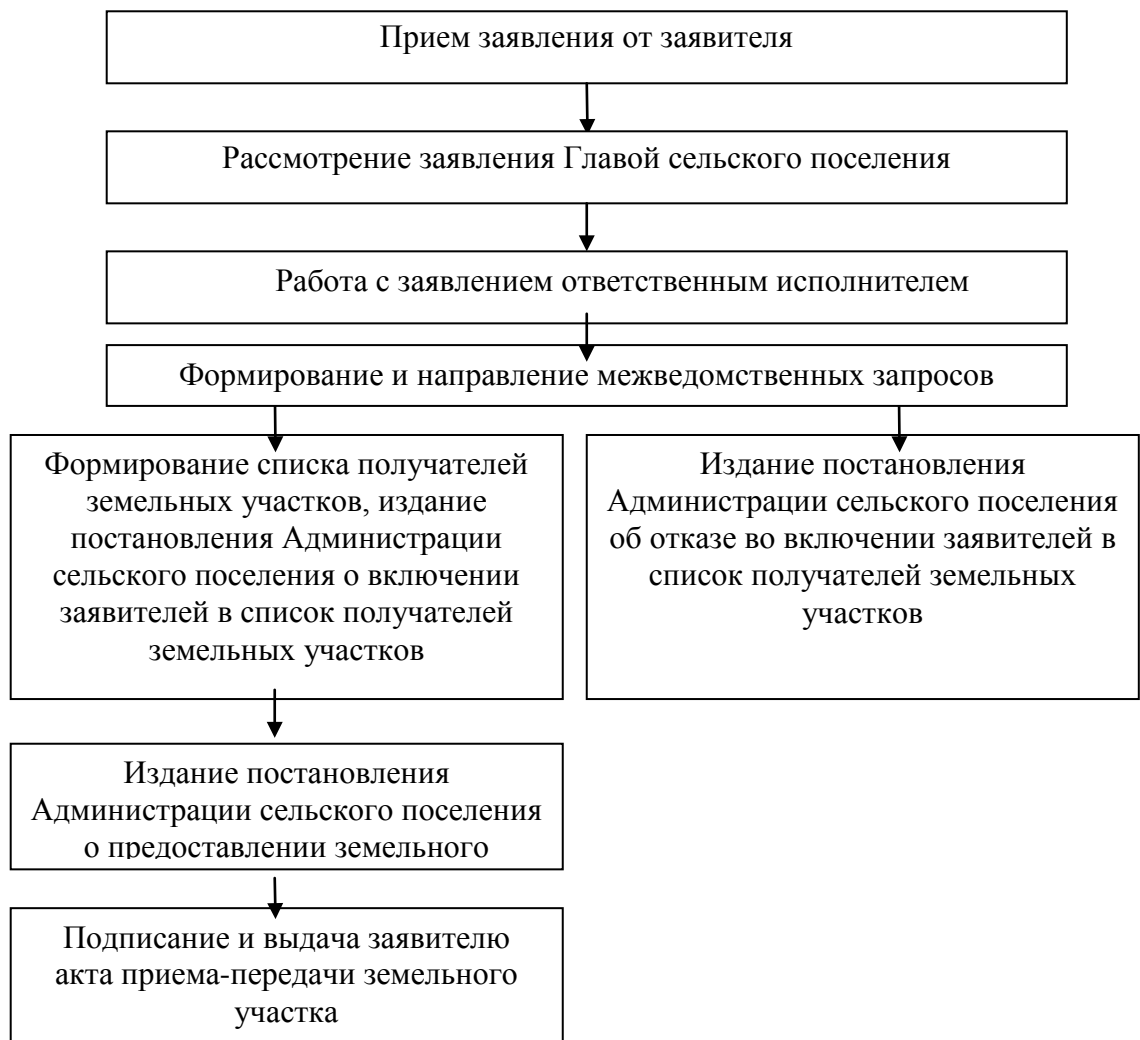 Прием заявления от заявителя
Рассмотрение заявления Главой сельского поселения
Работа с заявлением ответственным исполнителем
Формирование и направление межведомственных запросов
Формирование списка получателей
земельных участков, издание
постановления Администрации
сельского поселения о включении
заявителей в список получателей
земельных участков
Издание постановления
Администрации сельского поселения
об отказе во включении заявителей в
список получателей земельных
участков
Издание постановления
Администрации сельского поселения
о предоставлении земельного
Подписание и выдача заявителю
акта приема-передачи земельного
участка